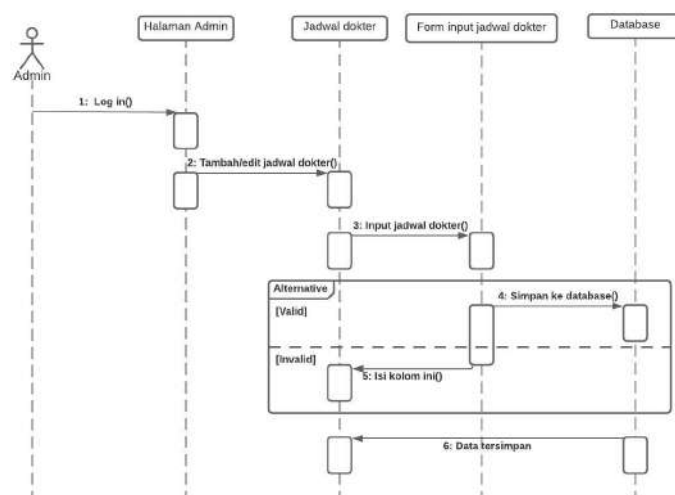 Halaman Admin
Jadwal dokter
Form input jadwal dokter
Database
Admin
1: Log in()
2: Tambah/edit jadwal dokter()
3: Input jadwal dokter()
Alternative
4: Simpan ke database()
[Valid]
[Invalid]
5: Isi kolom ini()
6: Data tersimpan